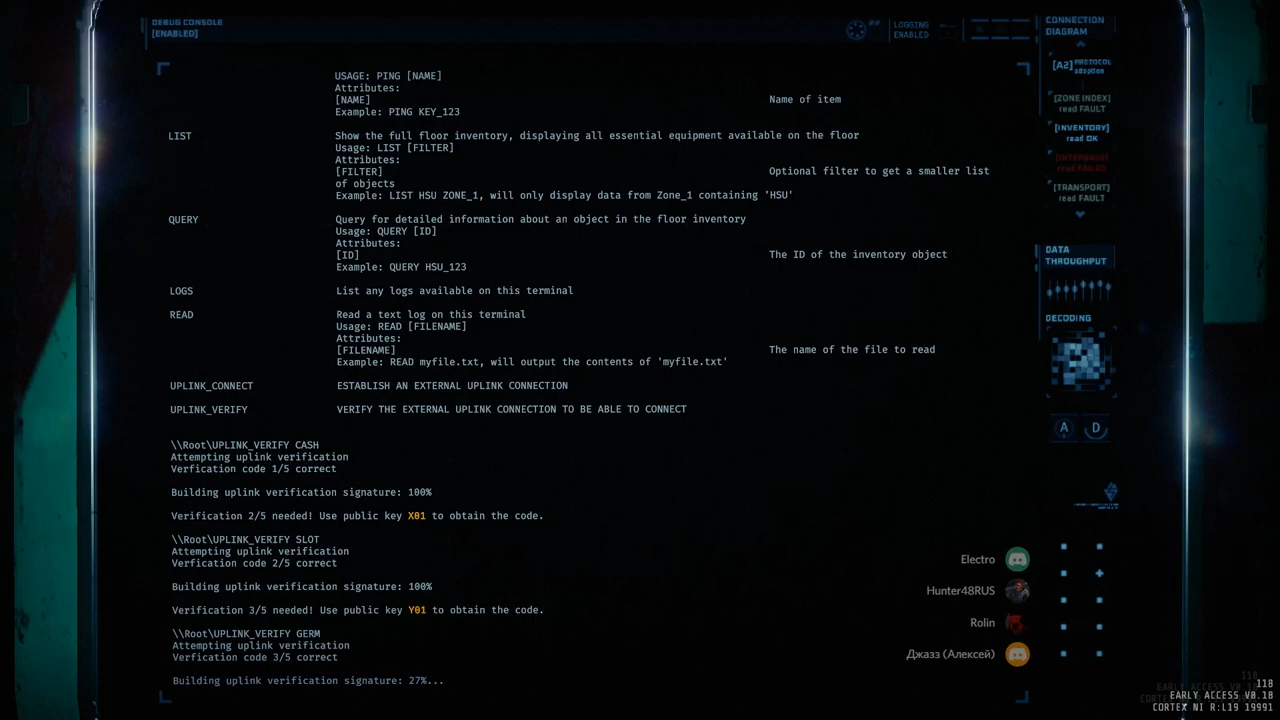 DEBUG CONSOLE
[ENABLED]
LOGGING
ENABLED
CONNECTION
DIAGRAM
[A2] PROTOCOL
adaption
[ZONE INDEX]
read FAULT
[INVENTORY]
read OK
[INTERBASE]
read FAILED
[TRANSPORT]
read FAULT
DATA
THROUGHPUT
DECODING
A D
USAGE: PING [NAME]
Attributes:
[NAME] Name of item
Example: PING KEY_123
LIST Show the full floor inventory, displaying all essential equipment available on the floor
Usage: LIST [FILTER]
Attributes:
[FILTER] Optional filter to get a smaller list
of objects
Example: LIST HSU ZONE_1, will only display data from Zone_1 containing 'HSU'
QUERY Query for detailed information about an object in the floor inventory
Usage: QUERY [ID]
Attributes:
[ID] The ID of the inventory object
Example: QUERY HSU_123
LOGS List any logs available on this terminal
READ Read a text log on this terminal
Usage: READ [FILENAME]
Attributes:
[FILENAME] The name of the file to read
Example: READ myfile.txt, will output the contents of 'myfile.txt'
UPLINK_CONNECT ESTABLISH AN EXTERNAL UPLINK CONNECTION
UPLINK_VERIFY VERIFY THE EXTERNAL UPLINK CONNECTION TO BE ABLE TO CONNECT
\\Root\UPLINK_VERIFY CASH
Attempting uplink verification
Verfication code 1/5 correct
Building uplink verification signature: 100%
Verification 2/5 needed! Use public key X01 to obtain the code.
\\Root\UPLINK_VERIFY SLOT
Attempting uplink verification
Verfication code 2/5 correct
Building uplink verification signature: 100%
Verification 3/5 needed! Use public key Y01 to obtain the code.
\\Root\UPLINK_VERIFY GERM
Attempting uplink verification
Verfication code 3/5 correct
Building uplink verification signature: 27%...
Electro
Hunter48RUS
Rolin
Джазз (Алексей)
118
EARLY ACCESS V0.18
CORTEX NI R:L19 19991